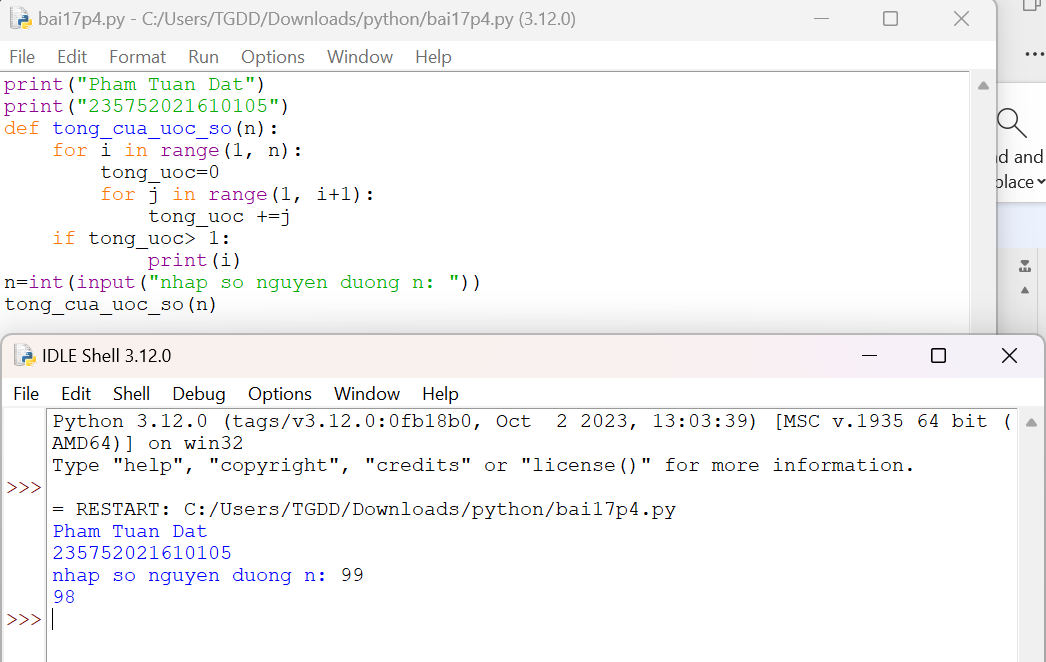 bai17p4.py - C:/Users/TGDD/Downloads/python/bai17p4.py (3.12.0)
File Edit Format Run Options Window Help
print("Pham Tuan Dat")
print("235752021610105")
def tong_cua_uoc_so(n):
    for i in range(1, n):
        tong_uoc=0
        for j in range(1, i+1):
            tong_uoc +=j
    if tong_uoc> 1:
            print(i)
n=int(input("nhap so nguyen duong n: "))
tong_cua_uoc_so(n)
d and
place
IDLE Shell 3.12.0
File Edit Shell Debug Options Window Help
Python 3.12.0 (tags/v3.12.0:0fb18b0, Oct  2 2023, 13:03:39) [MSC v.1935 64 bit (
AMD64)] on win32
Type "help", "copyright", "credits" or "license()" for more information.
>>>
= RESTART: C:/Users/TGDD/Downloads/python/bai17p4.py
Pham Tuan Dat
235752021610105
nhap so nguyen duong n: 99
98
>>>